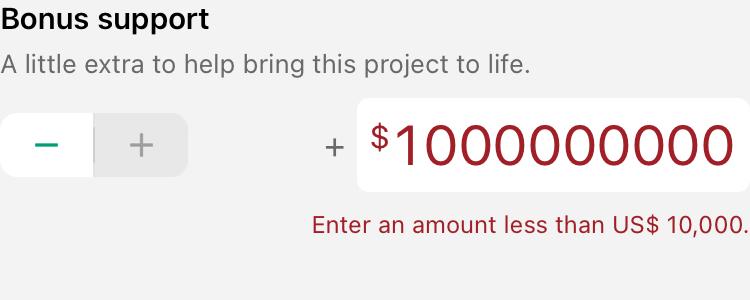 Bonus support
A little extra to help bring this project to life.
− + + $1000000000
Enter an amount less than US$ 10,000.